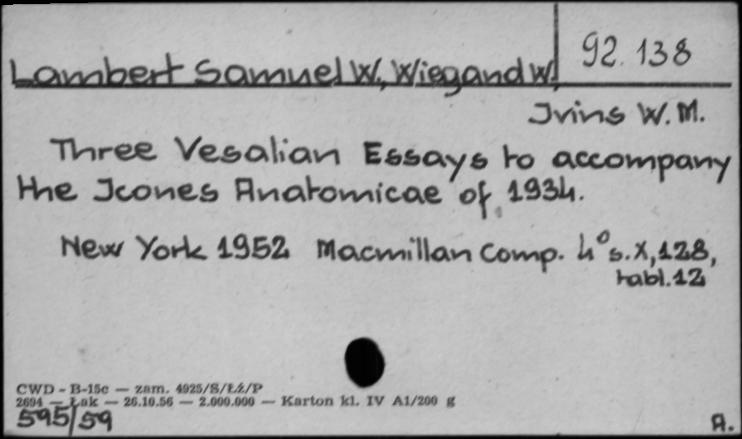 92.138
Lambert Samuel W., Wiegand W.
Ivins W.M.
Three Vesalian Essays to accompany
the Icones Anatomicae of 1934.
New York 1952 Macmillan Comp. 4° s.X,128,
tabl.12
CWD - B-15c — zam. 4925/S/ŁŻ/P
2694 — Łak — 26.10.56 — 2.000.000 — Karton kl. IV A1/200 g
595/59
A.